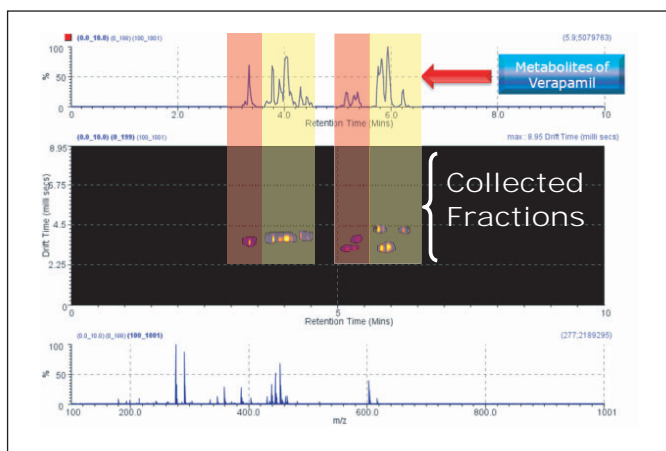 (0.0_10.0) (0_100) (100_1001)
(5.9;5079763)
100
50
0
%
0.0
2.0
4.0
6.0
8.0
10
Retention Time (Mins)
Metabolites of
Verapamil
(0.0_10.0) (0_199) (100_1001)
max : 8.95 Drift Time (milli secs)
8.95
6.75
4.5
2.25
0
Drift Time (milli secs)
Collected
Fractions
0
5
10
Retention Time (Mins)
(0.0_10.0) (0_100) (100_1001)
(277;2189295)
100
50
0
%
100
200.0
400.0
600.0
800.0
1001
m/z